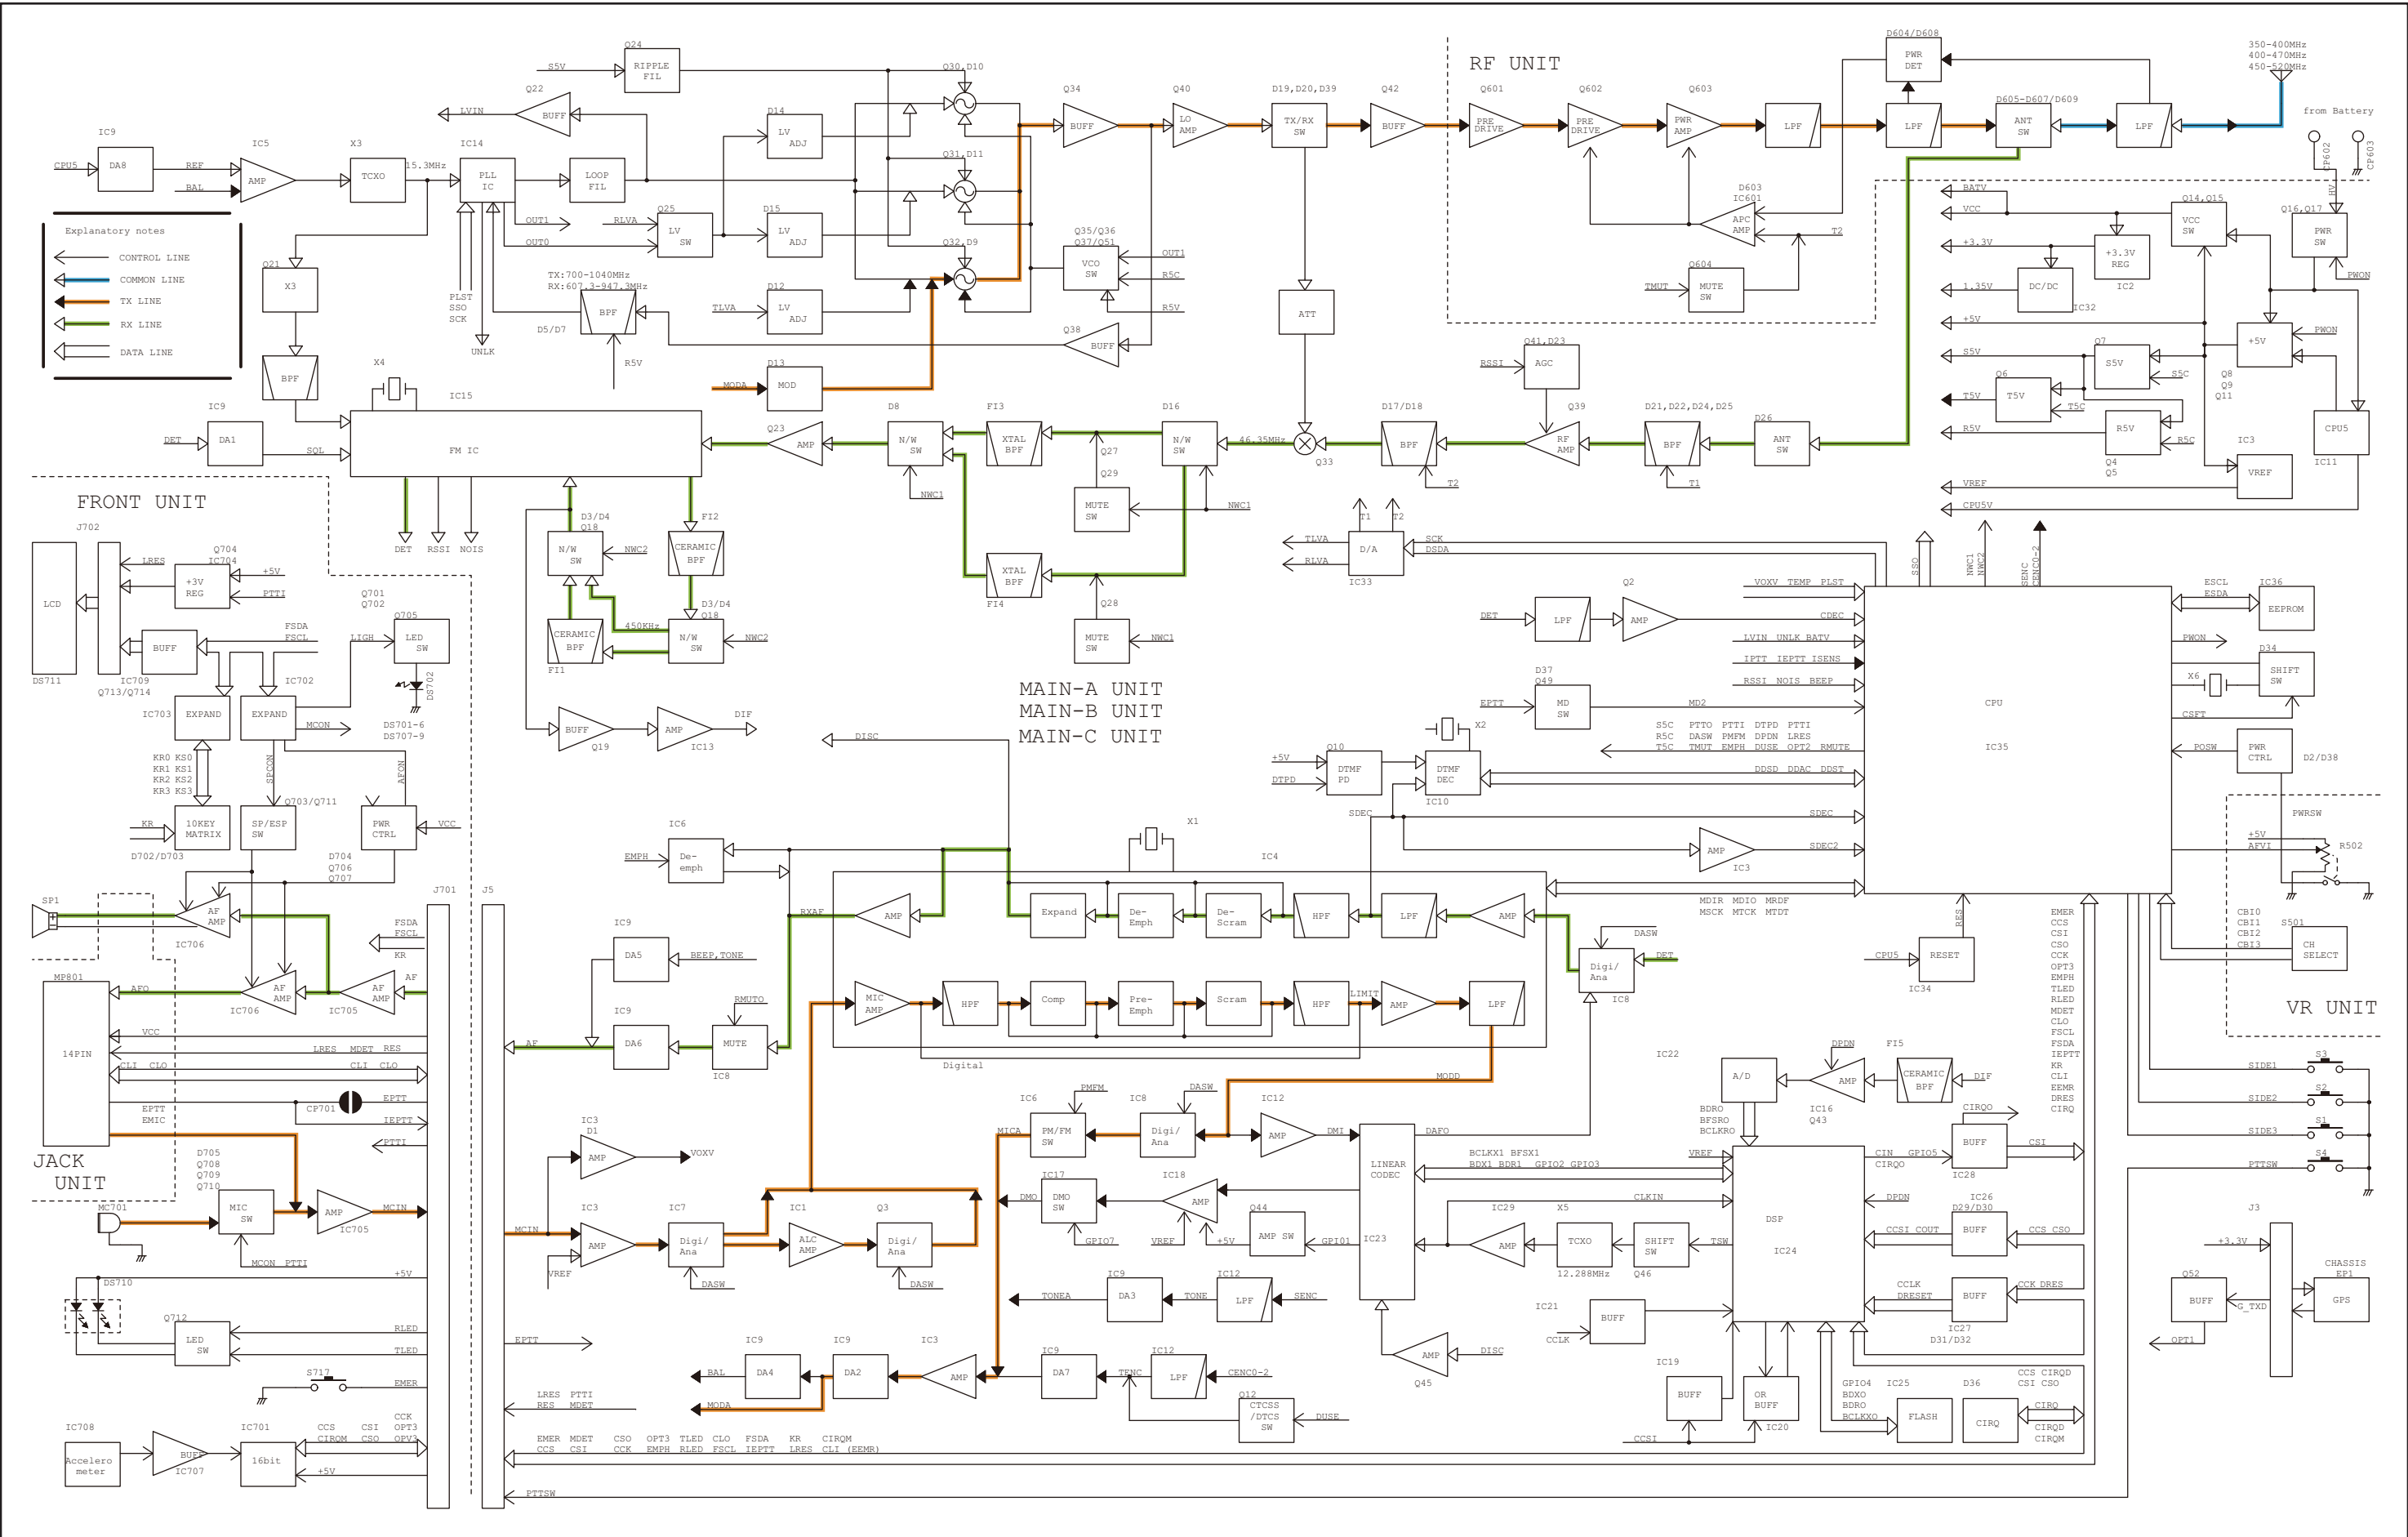 Q24
S5V
RIPPLE
FIL
Q22
LVIN
BUFF
Q30,D10
Q34
BUFF
Q40
LO
AMP
D19,D20,D39
TX/RX
SW
Q42
BUFF
RF UNIT
Q601
PRE
DRIVE
Q602
PRE
DRIVE
Q603
PWR
AMP
LPF
D604/D608
PWR
DET
LPF
D605-D607/D609
ANT
SW
LPF
350-400MHz
400-470MHz
450-520MHz
from Battery
CP602
CP603
HV
IC9
CPU5
DA8
REF
BAL
IC5
AMP
X3
TCXO
15.3MHz
IC14
PLL
IC
LOOP
FIL
D14
LV
ADJ
Q31,D11
OUT1
OUT0
RLVA
Q25
LV
SW
D15
LV
ADJ
Q32,D9
Q35/Q36
Q37/Q51
VCO
SW
OUT1
R5C
R5V
D603
IC601
APC
AMP
T2
Q604
TMUT
MUTE
SW
BATV
VCC
+3.3V
1.35V
+5V
S5V
T5V
R5V
VREF
CPU5V
Q14,Q15
VCC
SW
+3.3V
REG
IC2
DC/DC
IC32
Q16,Q17
PWR
SW
PWON
+5V
PWON
Q8
Q9
Q11
Q7
S5V
S5C
Q6
T5V
T5C
R5V
R5C
Q4
Q5
IC3
VREF
CPU5
IC11
Explanatory notes
CONTROL LINE
COMMON LINE
TX LINE
RX LINE
DATA LINE
Q21
X3
BPF
PLST
SSO
SCK
UNLK
TX:700-1040MHz
RX:607.3-947.3MHz
BPF
D5/D7
R5V
TLVA
D12
LV
ADJ
Q38
BUFF
D13
MODA
MOD
ATT
X4
IC15
FM IC
IC9
DET
DA1
SQL
Q23
AMP
D8
N/W
SW
NWC1
FI3
XTAL
BPF
Q27
Q29
MUTE
SW
NWC1
D16
N/W
SW
46.35MHz
Q33
D17/D18
BPF
T2
RSSI
Q41,D23
AGC
Q39
RF
AMP
D21,D22,D24,D25
BPF
T1
D26
ANT
SW
FI4
XTAL
BPF
Q28
MUTE
SW
NWC1
DET
RSSI
NOIS
D3/D4
Q18
N/W
SW
NWC2
FI2
CERAMIC
BPF
450KHz
D3/D4
Q18
N/W
SW
NWC2
CERAMIC
BPF
FI1
BUFF
Q19
AMP
IC13
DIF
T1
T2
TLVA
RLVA
D/A
IC33
SCK
DSDA
FRONT UNIT
J702
LCD
DS711
LRES
Q704
IC704
+3V
REG
+5V
PTTI
BUFF
IC709
Q713/Q714
FSDA
FSCL
IC702
IC703
EXPAND
EXPAND
LIGH
Q701
Q702
Q705
LED
SW
DS702
MCON
DS701-6
DS707-9
KR0 KS0
KR1 KS1
KR2 KS2
KR3 KS3
SPCON
AFON
KR
10KEY
MATRIX
D702/D703
Q703/Q711
SP/ESP
SW
PWR
CTRL
VCC
D704
Q706
Q707
SP1
AF
AMP
IC706
J701
J5
FSDA
FSCL
KR
AF
MP801
14PIN
AFO
AF
AMP
IC706
AF
AMP
IC705
VCC
LRES MDET RES
CLI CLO
CLI CLO
CP701
EPTT
EPTT
EMIC
IEPTT
PTTI
JACK
UNIT
D705
Q708
Q709
Q710
MC701
MIC
SW
AMP
IC705
MCIN
MCON PTTI
DS710
+5V
Q712
LED
SW
RLED
TLED
S717
EMER
IC708
Accelero
meter
BUFF
IC707
IC701
16bit
CCS CSI CCK
CIRQM CSO OPT3
OPV3
+5V
MAIN-A UNIT
MAIN-B UNIT
MAIN-C UNIT
DISC
IC6
EMPH
De-
emph
RXAF
AMP
X1
IC4
Expand
De-
Emph
De-
Scram
HPF
LPF
AMP
IC9
DA5
BEEP,TONE
RMUTO
IC9
DA6
AF
MUTE
IC8
MIC
AMP
HPF
Comp
Pre-
Emph
Scram
HPF
LIMIT
AMP
LPF
Digital
DASW
DET
Digi/
Ana
IC8
MODD
IC3
D1
AMP
VOXV
MCIN
VREF
IC3
AMP
IC7
Digi/
Ana
DASW
IC1
ALC
AMP
Q3
Digi/
Ana
DASW
MICA
IC6
PMFM
PM/FM
SW
IC8
DASW
Digi/
Ana
IC12
AMP
DMI
LINEAR
CODEC
IC23
DAFO
IC17
DMO
DMO
SW
GPIO7
IC18
AMP
VREF
+5V
Q44
AMP SW
GPIO1
TONEA
IC9
DA3
TONE
IC12
LPF
SENC
EPTT
BAL
IC9
DA4
MODA
IC9
DA2
IC3
AMP
IC9
DA7
TENC
IC12
LPF
CENC0-2
Q12
CTCSS
/DTCS
SW
DUSE
AMP
Q45
DISC
BCLKX1 BFSX1
BDX1 BDR1 GPIO2 GPIO3
CLKIN
IC29
AMP
X5
TCXO
12.288MHz
SHIFT
SW
Q46
TSW
LRES PTTI
RES MDET
EMER MDET CSO OPT3 TLED CLO FSDA KR CIRQM
CCS CSI CCK EMPH RLED FSCL IEPTT LRES CLI (EEMR)
PTTSW
VOXV TEMP PLST
DET
LPF
Q2
AMP
CDEC
LVIN UNLK BATV
IPTT IEPTT ISENS
RSSI NOIS BEEP
EPTT
D37
Q49
MD
SW
MD2
S5C PTTO PTTI DTPD PTTI
R5C DASW PMFM DPDN LRES
T5C TMUT EMPH DUSE OPT2 RMUTE
X2
Q10
+5V
DTPD
DTMF
PD
DTMF
DEC
IC10
DDSD DDAC DDST
SDEC
SDEC
AMP
IC3
SDEC2
MDIR MDIO MRDF
MSCK MTCK MTDT
SSO
NWC1
NWC2
SENC
CENC0-2
CPU
IC35
ESCL
ESDA
IC36
EEPROM
PWON
D34
SHIFT
SW
X6
CSFT
POSW
PWR
CTRL
D2/D38
PWRSW
+5V
AFVI
R502
RES
CPU5
RESET
IC34
EMER
CCS
CSI
CSO
CCK
OPT3
EMPH
TLED
RLED
MDET
CLO
FSCL
FSDA
IEPTT
KR
CLI
EEMR
DRES
CIRQ
CBI0
CBI1
CBI2
CBI3
S501
CH
SELECT
VR UNIT
S3
SIDE1
S2
SIDE2
S1
SIDE3
S4
PTTSW
IC22
A/D
DPDN
AMP
IC16
Q43
FI5
CERAMIC
BPF
DIF
BDRO
BFSRO
BCLKRO
VREF
DSP
IC24
CIN GPIO5
CIRQO
CIRQO
BUFF
IC28
CSI
DPDN
IC26
D29/D30
CCSI COUT
BUFF
CCS CSO
CCLK
DRESET
BUFF
CCK DRES
IC27
D31/D32
IC21
BUFF
CCLK
IC19
BUFF
CCSI
OR
BUFF
IC20
GPIO4
BDXO
BDRO
BCLKXO
IC25
FLASH
D36
CIRQ
CCS CIRQD
CSI CSO
CIRQ
CIRQD
CIRQM
J3
+3.3V
CHASSIS
EP1
GPS
Q52
BUFF
G_TXD
OPT1